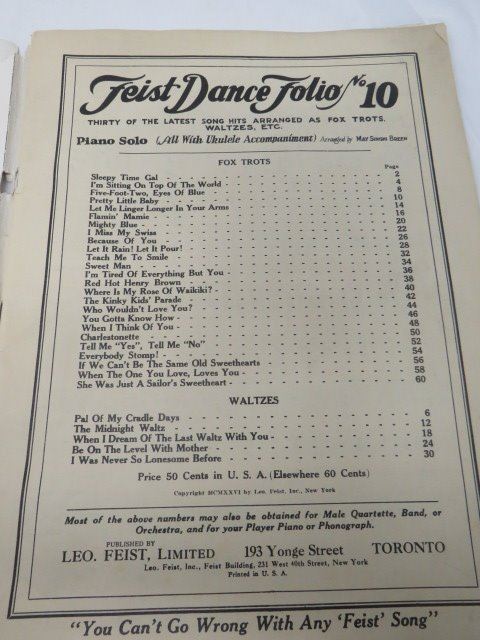 Feist Dance Folio No 10
THIRTY OF THE LATEST SONG HITS ARRANGED AS FOX TROTS,
WALTZES, ETC.
Piano Solo (All With Ukulele Accompaniment) Arranged by MAY SINGHI BREEN
FOX TROTS
Page
Sleepy Time Gal 2
I'm Sitting On Top Of The World 4
Five-Foot-Two, Eyes Of Blue 8
Pretty Little Baby 10
Let Me Linger Longer In Your Arms 14
Flamin' Mamie 16
Mighty Blue 20
I Miss My Swiss 22
Because Of You 26
Let It Rain! Let It Pour! 28
Teach Me To Smile 32
Sweet Man 34
I'm Tired Of Everything But You 36
Red Hot Henry Brown 38
Where Is My Rose Of Waikiki? 40
The Kinky Kids' Parade 42
Who Wouldn't Love You? 44
You Gotta Know How 46
When I Think Of You 48
Charlestonette 50
Tell Me "Yes", Tell Me "No" 52
Everybody Stomp! 54
If We Can't Be The Same Old Sweethearts 56
When The One You Love, Loves You 58
She Was Just A Sailor's Sweetheart 60
WALTZES
Pal Of My Cradle Days 6
The Midnight Waltz 12
When I Dream Of The Last Waltz With You 18
Be On The Level With Mother 24
I Was Never So Lonesome Before 30
Price 50 Cents in U. S. A. (Elsewhere 60 Cents)
Copyright MCMXXVI by Leo. Feist, Inc., New York
Most of the above numbers may also be obtained for Male Quartette, Band, or
Orchestra, and for your Player Piano or Phonograph.
PUBLISHED BY
LEO. FEIST, LIMITED 193 Yonge Street TORONTO
Leo. Feist, Inc., Feist Building, 231 West 40th Street, New York
Printed in U. S. A.
"You Can't Go Wrong With Any 'Feist' Song"